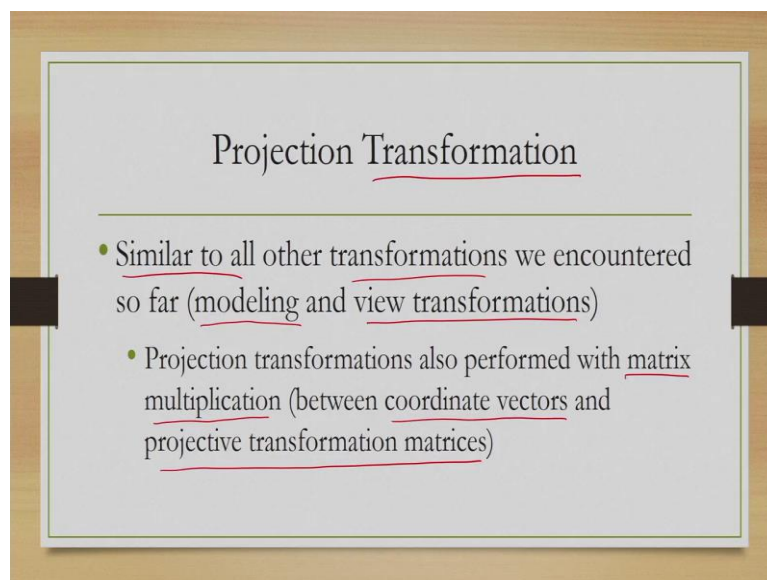 Projection Transformation
• Similar to all other transformations we encountered
so far (modeling and view transformations)
• Projection transformations also performed with matrix
multiplication (between coordinate vectors and
projective transformation matrices)